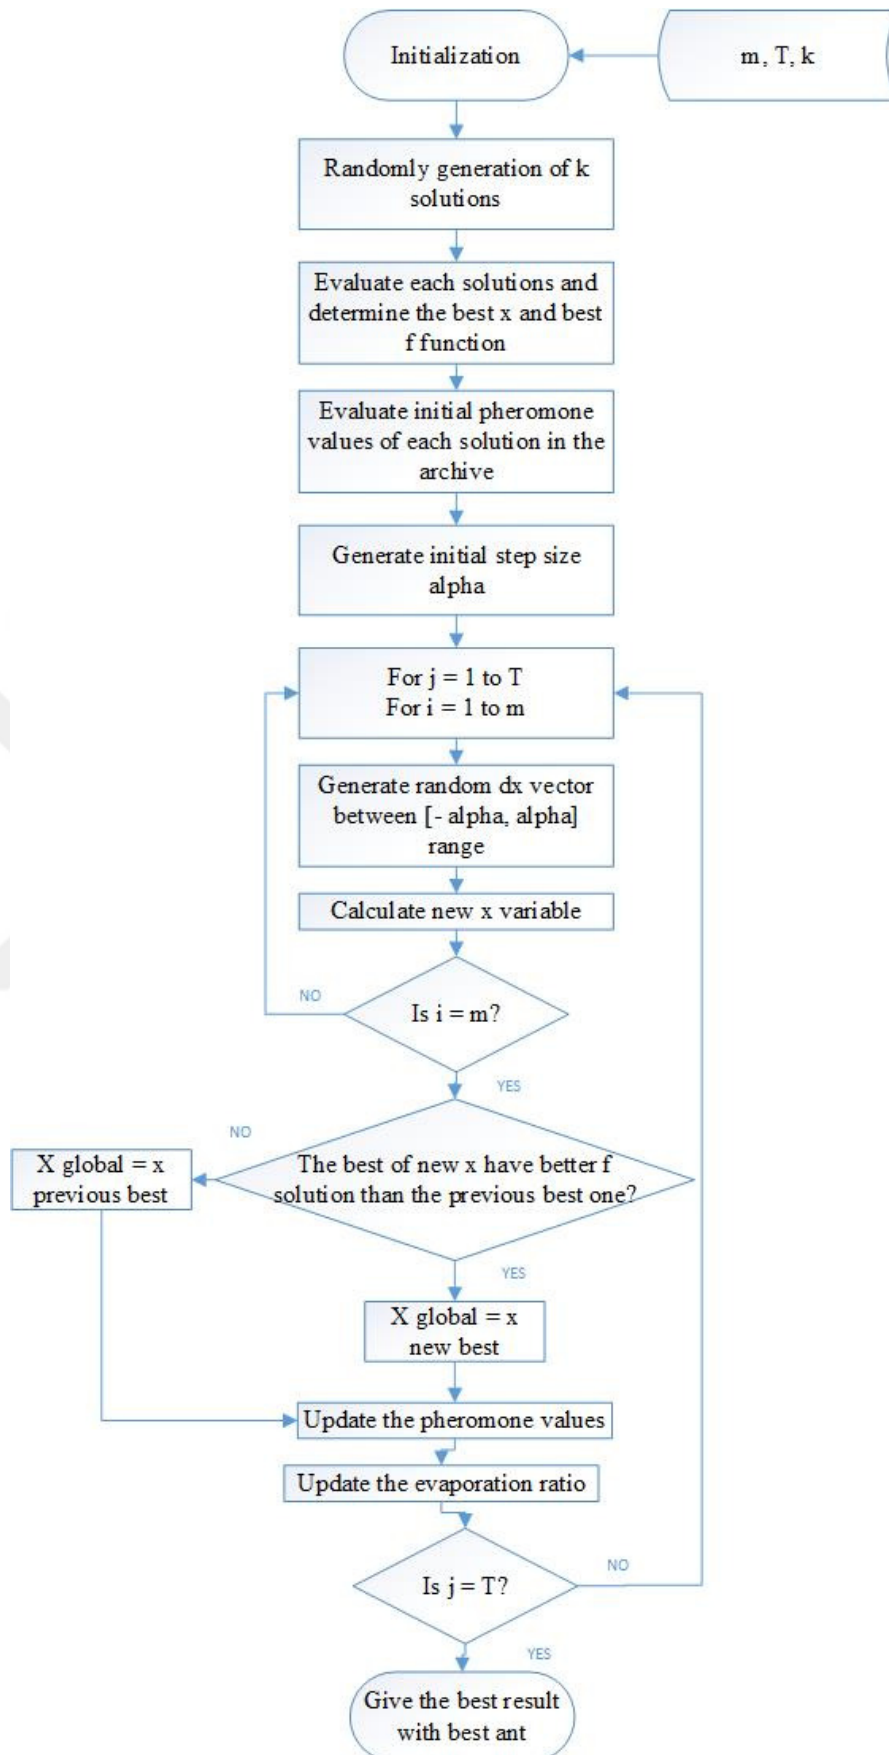 Initialization
m, T, k
Randomly generation of k
solutions
Evaluate each solutions and
determine the best x and best
f function
Evaluate initial pheromone
values of each solution in the
archive
Generate initial step size
alpha
For j = 1 to T
For i = 1 to m
Generate random dx vector
between [- alpha, alpha]
range
Calculate new x variable
NO
Is i = m?
YES
NO
X global = x
previous best
The best of new x have better f
solution than the previous best one?
YES
X global = x
new best
Update the pheromone values
Update the evaporation ratio
Is j = T?
NO
YES
Give the best result
with best ant